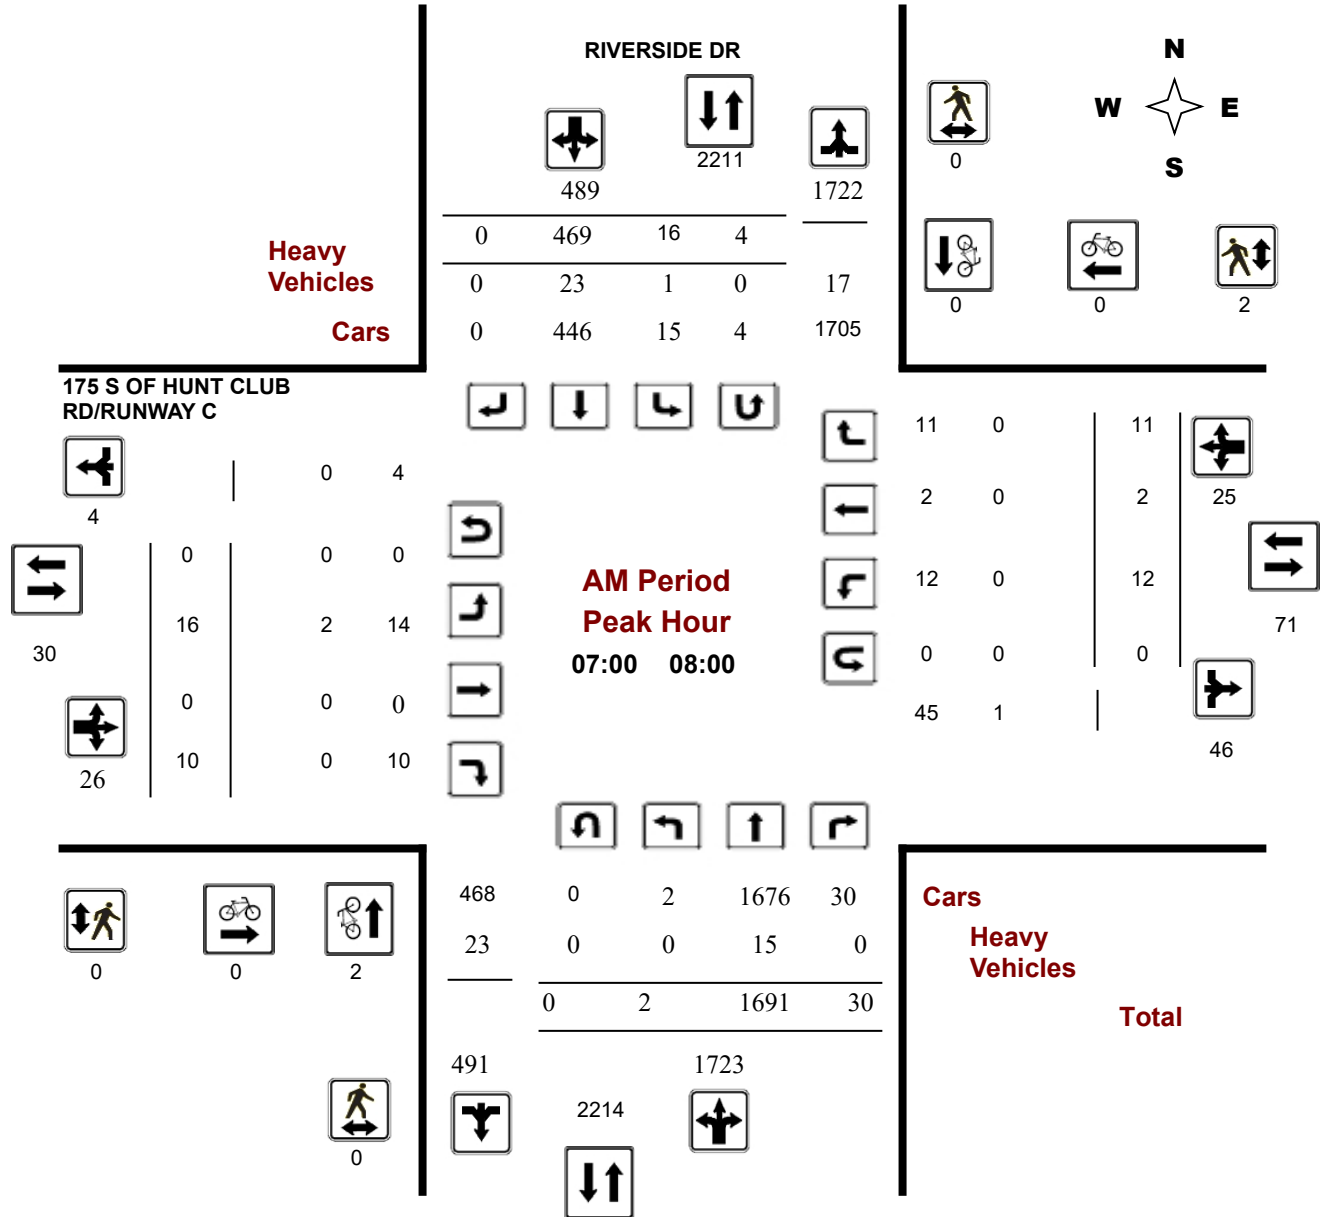 RIVERSIDE DR
N
W E
S
2211
0
489 1722
0 469 16 4
Heavy
Vehicles
0 23 1 0 17
0 0 2
Cars
0 446 15 4 1705
175 S OF HUNT CLUB
RD/RUNWAY C
11 0 11
0 4
4
2 0 2 25
0 0 0
AM Period
12 0 12
16 2 14
Peak Hour
71
30
07:00 08:00
0 0 0
0 0 0
45 1
46
10 0 10
26
468 0 2 1676 30
Cars
23 0 0 15 0
Heavy
Vehicles
0 0 2
0 2 1691 30
Total
491 1723
2214
0